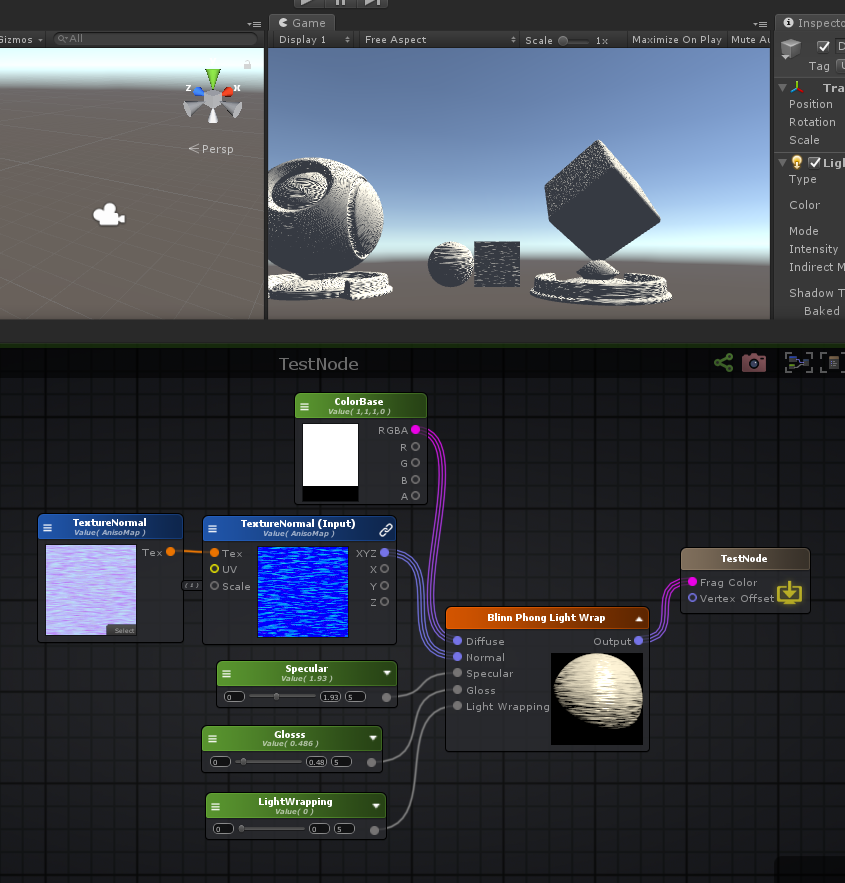 Game
Inspecto
Gizmos
All
Display 1
Free Aspect
Scale
1x
Maximize On Play
Mute Au
D
Tag
U
Z
X
Persp
Tra
Position
Rotation
Scale
Ligh
Type
Color
Mode
Intensity
Indirect M
Shadow T
Baked
TestNode
ColorBase
Value( 1,1,1,0 )
RGBA
R
G
B
A
TextureNormal
Value( AnisoMap )
Tex
Select
TextureNormal (Input)
Value( AnisoMap )
Tex
UV
( 1 )
Scale
XYZ
X
Y
Z
TestNode
Frag Color
Vertex Offset
Blinn Phong Light Wrap
Diffuse
Output
Normal
Specular
Gloss
Light Wrapping
Specular
Value( 1.93 )
0
1.93
5
Glosss
Value( 0.486 )
0
0.48
5
LightWrapping
Value( 0 )
0
0
5